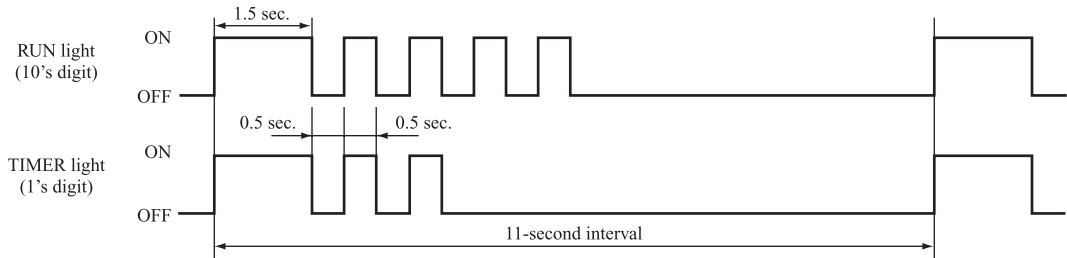 1.5 sec.
ON
RUN light
(10's digit)
OFF
0.5 sec.
0.5 sec.
ON
TIMER light
(1's digit)
OFF
11-second interval